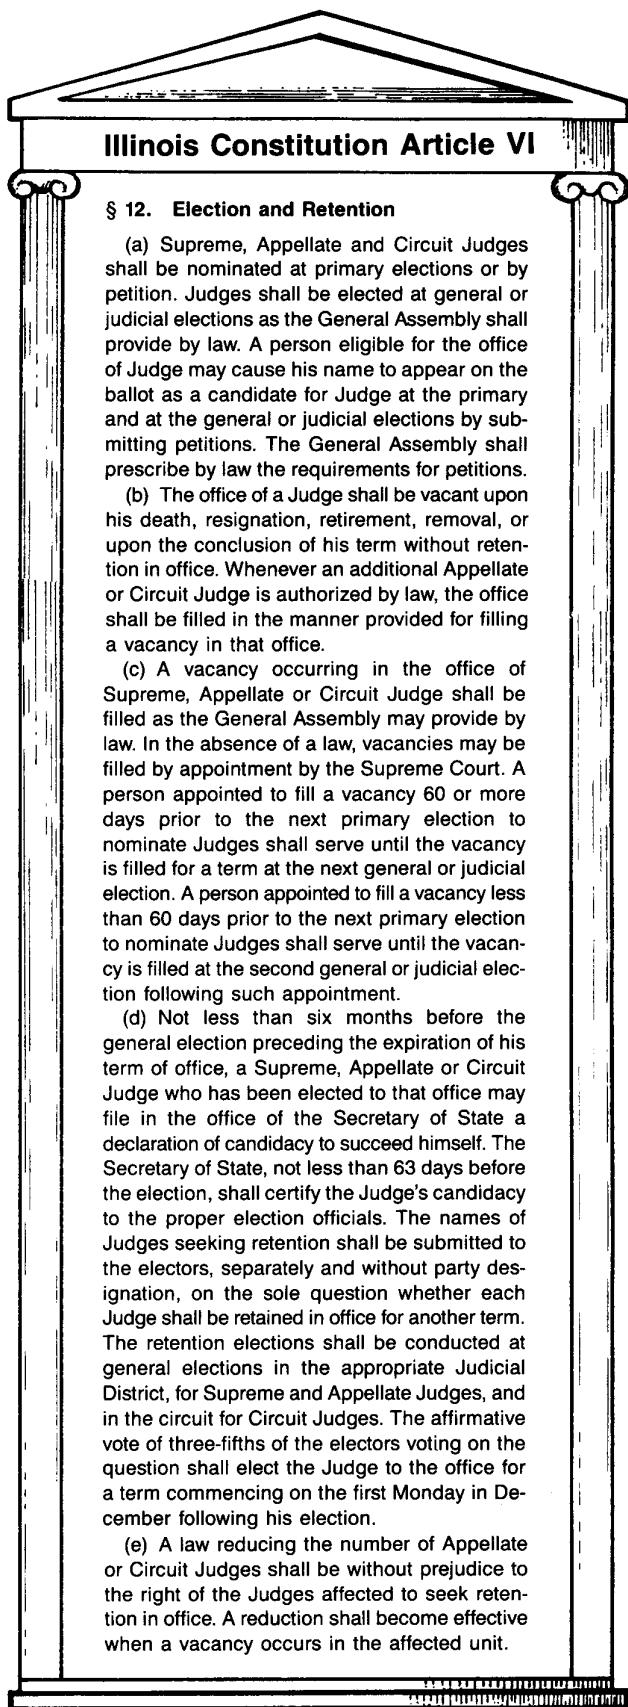 Illinois Constitution Article VI
§ 12. Election and Retention
(a) Supreme, Appellate and Circuit Judges
shall be nominated at primary elections or by
petition. Judges shall be elected at general or
judicial elections as the General Assembly shall
provide by law. A person eligible for the office
of Judge may cause his name to appear on the
ballot as a candidate for Judge at the primary
and at the general or judicial elections by sub-
mitting petitions. The General Assembly shall
prescribe by law the requirements for petitions.
(b) The office of a Judge shall be vacant upon
his death, resignation, retirement, removal, or
upon the conclusion of his term without reten-
tion in office. Whenever an additional Appellate
or Circuit Judge is authorized by law, the office
shall be filled in the manner provided for filling
a vacancy in that office.
(c) A vacancy occurring in the office of
Supreme, Appellate or Circuit Judge shall be
filled as the General Assembly may provide by
law. In the absence of a law, vacancies may be
filled by appointment by the Supreme Court. A
person appointed to fill a vacancy 60 or more
days prior to the next primary election to
nominate Judges shall serve until the vacancy
is filled for a term at the next general or judicial
election. A person appointed to fill a vacancy less
than 60 days prior to the next primary election
to nominate Judges shall serve until the vacan-
cy is filled at the second general or judicial elec-
tion following such appointment.
(d) Not less than six months before the
general election preceding the expiration of his
term of office, a Supreme, Appellate or Circuit
Judge who has been elected to that office may
file in the office of the Secretary of State a
declaration of candidacy to succeed himself. The
Secretary of State, not less than 63 days before
the election, shall certify the Judge's candidacy
to the proper election officials. The names of
Judges seeking retention shall be submitted to
the electors, separately and without party des-
ignation, on the sole question whether each
Judge shall be retained in office for another term.
The retention elections shall be conducted at
general elections in the appropriate Judicial
District, for Supreme and Appellate Judges, and
in the circuit for Circuit Judges. The affirmative
vote of three-fifths of the electors voting on the
question shall elect the Judge to the office for
a term commencing on the first Monday in De-
cember following his election.
(e) A law reducing the number of Appellate
or Circuit Judges shall be without prejudice to
the right of the Judges affected to seek reten-
tion in office. A reduction shall become effective
when a vacancy occurs in the affected unit.